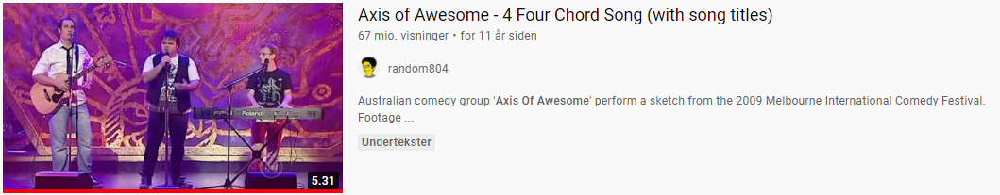 Axis of Awesome - 4 Four Chord Song (with song titles)
67 mio. visninger • for 11 år siden
random804
Australian comedy group 'Axis Of Awesome' perform a sketch from the 2009 Melbourne International Comedy Festival.
Footage ...
Undertekster
Roland
5.31